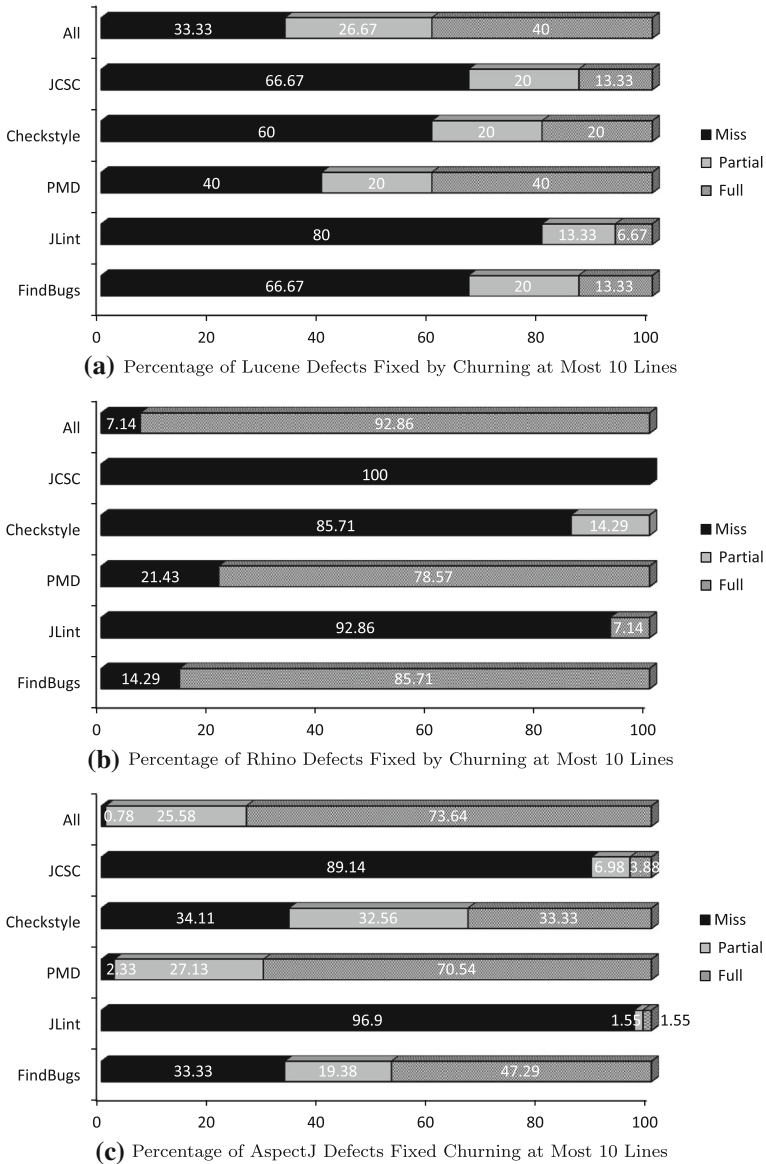 All 33.33 26.67 40
JCSC 66.67 20 13.33
Checkstyle 60 20 20
PMD 40 20 40
JLint 80 13.33 6.67
FindBugs 66.67 20 13.33
Miss
Partial
Full
0 20 40 60 80 100
(a) Percentage of Lucene Defects Fixed by Churning at Most 10 Lines
All 7.14 92.86
JCSC 100
Checkstyle 85.71 14.29
PMD 21.43 78.57
JLint 92.86 7.14
FindBugs 14.29 85.71
Miss
Partial
Full
0 20 40 60 80 100
(b) Percentage of Rhino Defects Fixed by Churning at Most 10 Lines
All 0.78 25.58 73.64
JCSC 89.14 6.98 3.88
Checkstyle 34.11 32.56 33.33
PMD 2.33 27.13 70.54
JLint 96.9 1.55 1.55
FindBugs 33.33 19.38 47.29
Miss
Partial
Full
0 20 40 60 80 100
(c) Percentage of AspectJ Defects Fixed Churning at Most 10 Lines